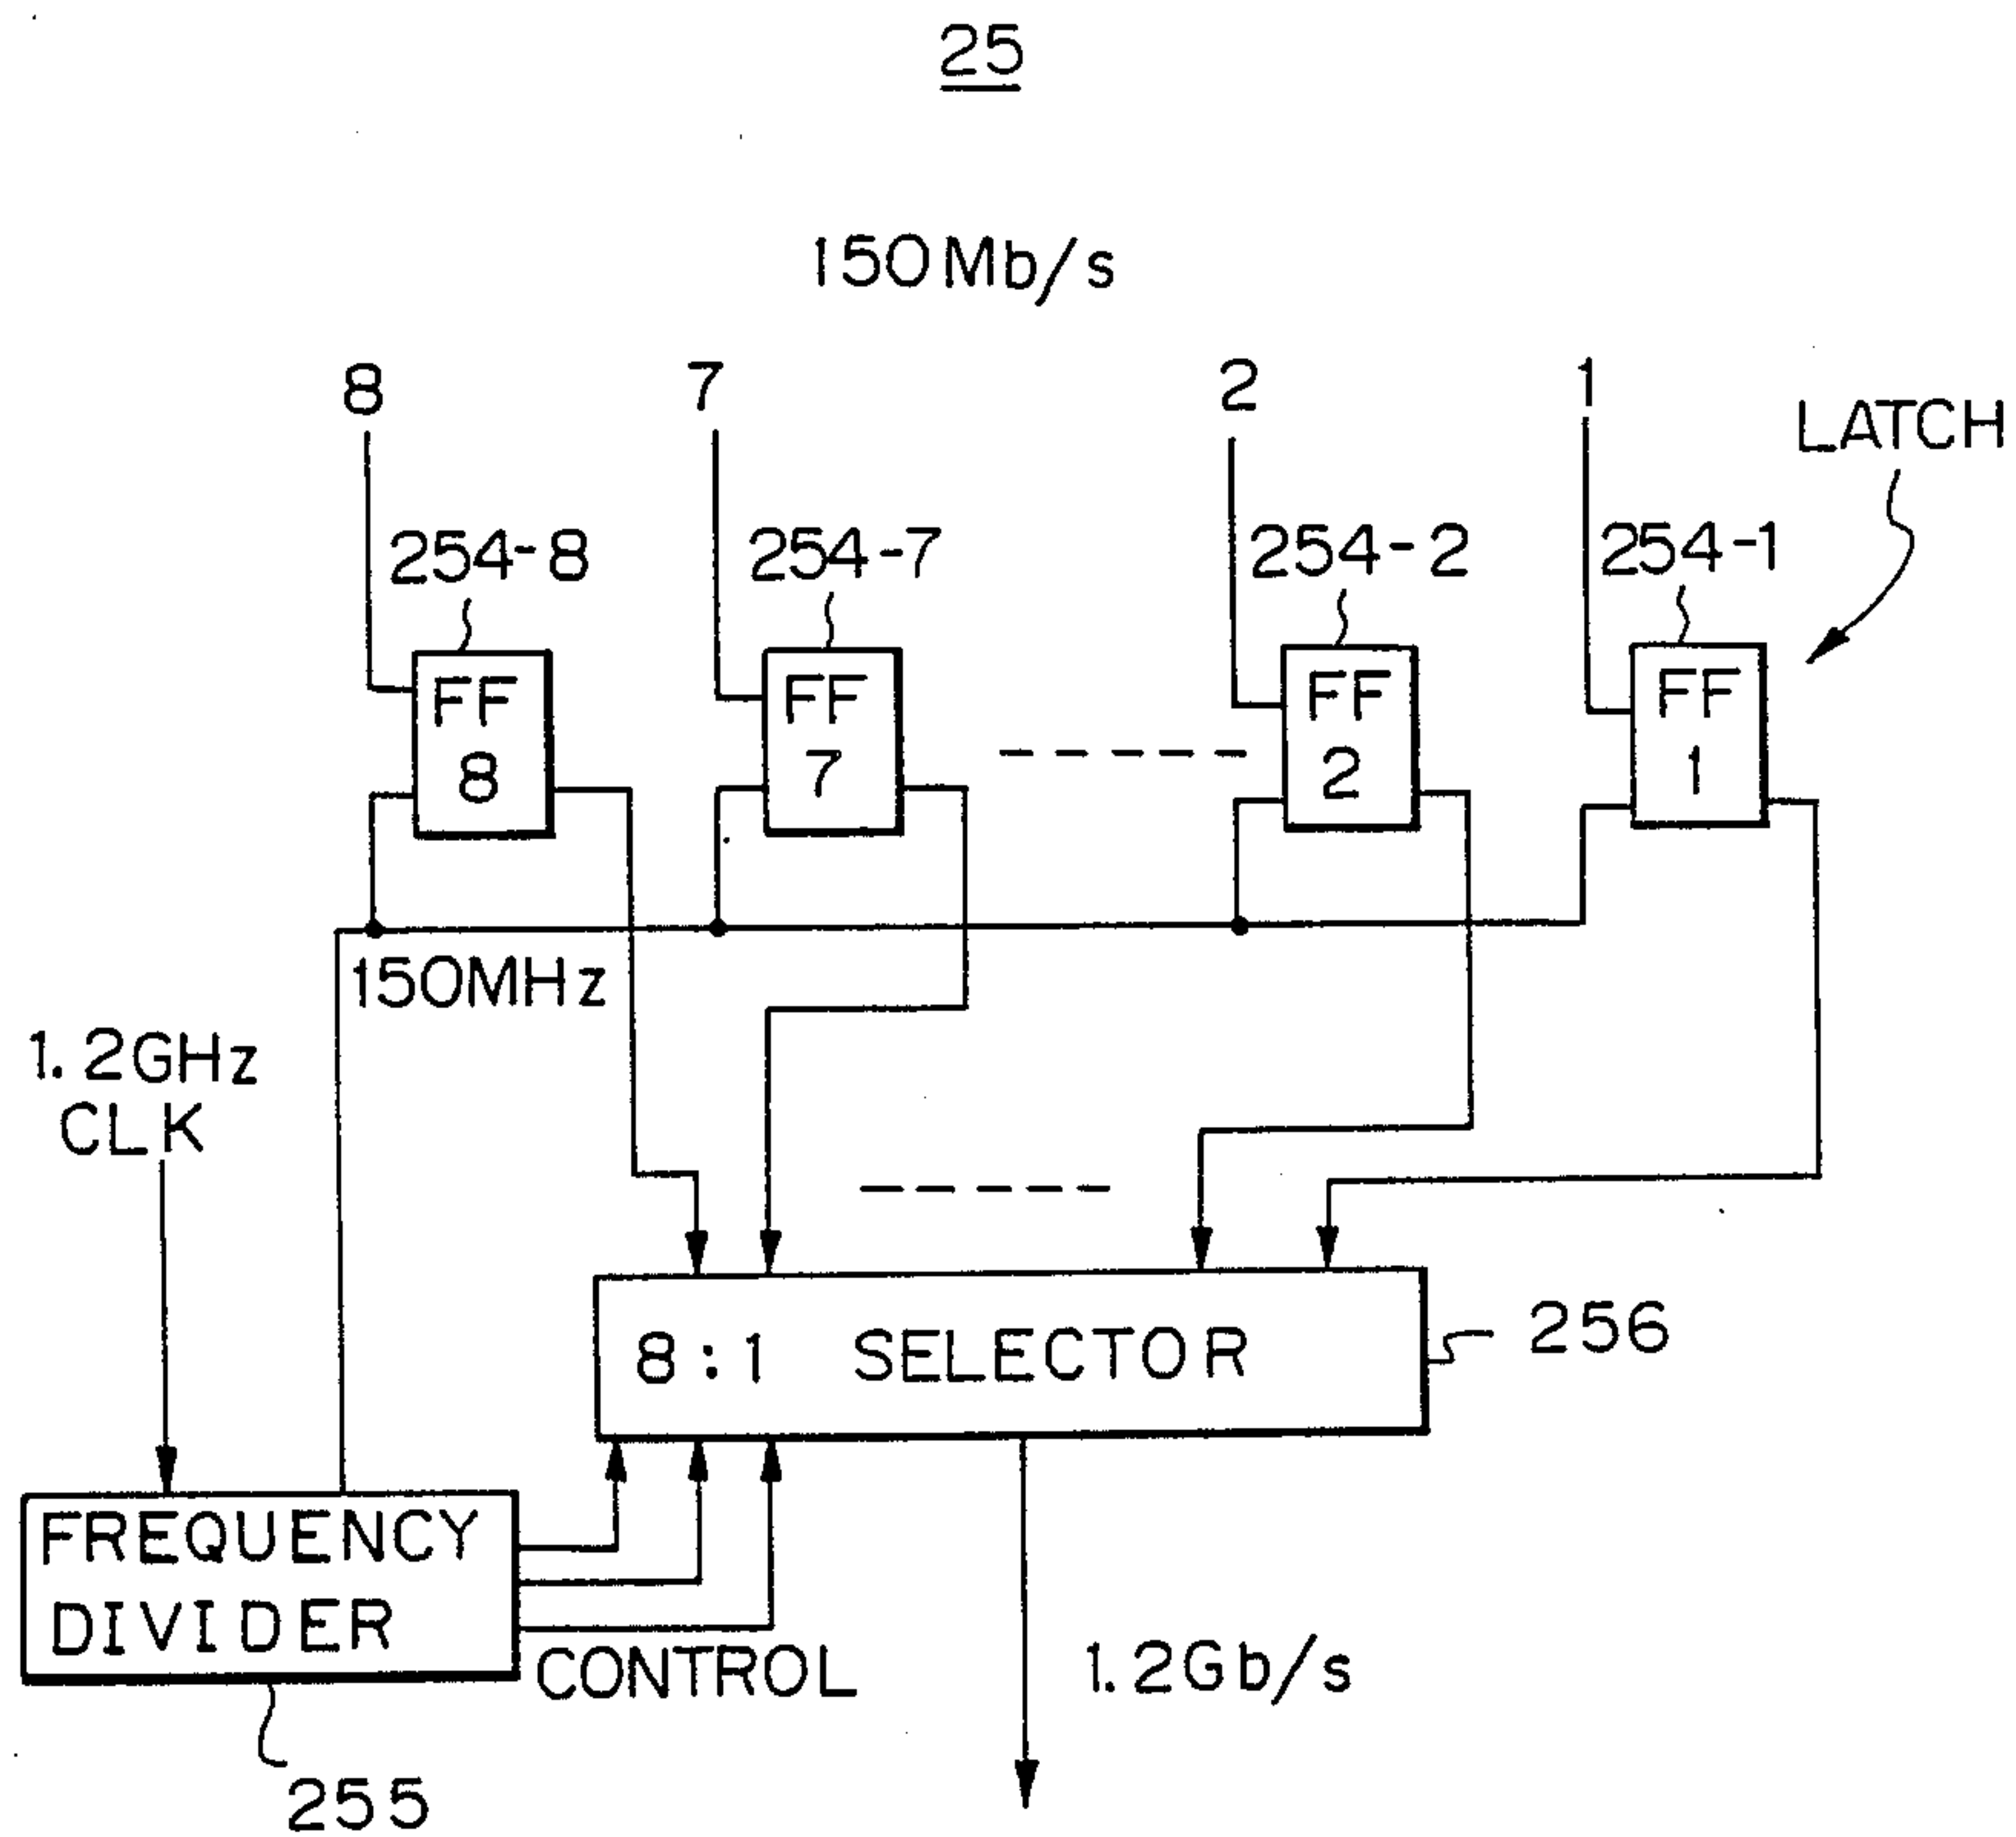 25
150Mb/s
8 7 2 1
LATCH
254-8 254-7 254-2 254-1
FF FF FF FF
8 7 2 1
150MHz
1.2GHz
CLK
8:1 SELECTOR
256
FREQUENCY
DIVIDER
CONTROL
1.2Gb/s
255